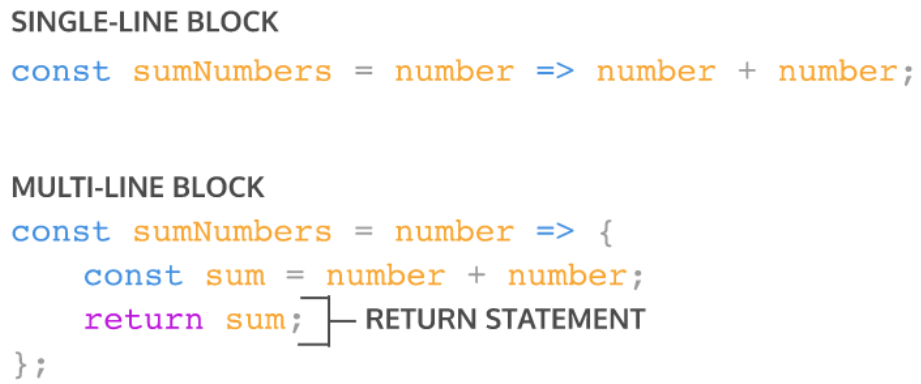 SINGLE-LINE BLOCK
const sumNumbers = number => number + number;
MULTI-LINE BLOCK
const sumNumbers = number => {
    const sum = number + number;
    return sum; RETURN STATEMENT
};